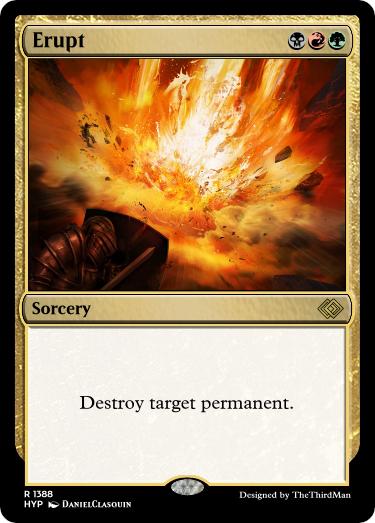 Erupt
Sorcery
Destroy target permanent.
R 1388
HYP DanielClasouin
Designed by TheThirdMan